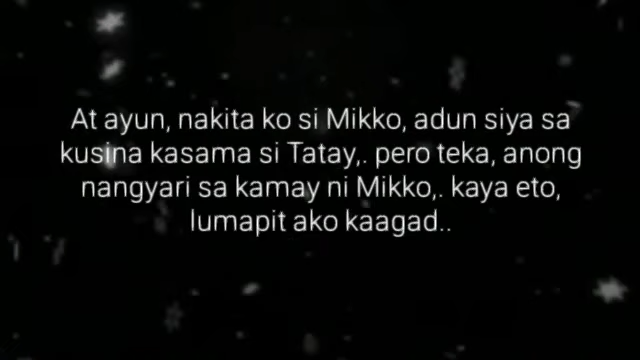 At ayun, nakita ko si Mikko, adun siya sa
kusina kasama si Tatay,. pero teka, anong
nangyari sa kamay ni Mikko,. kaya eto,
lumapit ako kaagad..